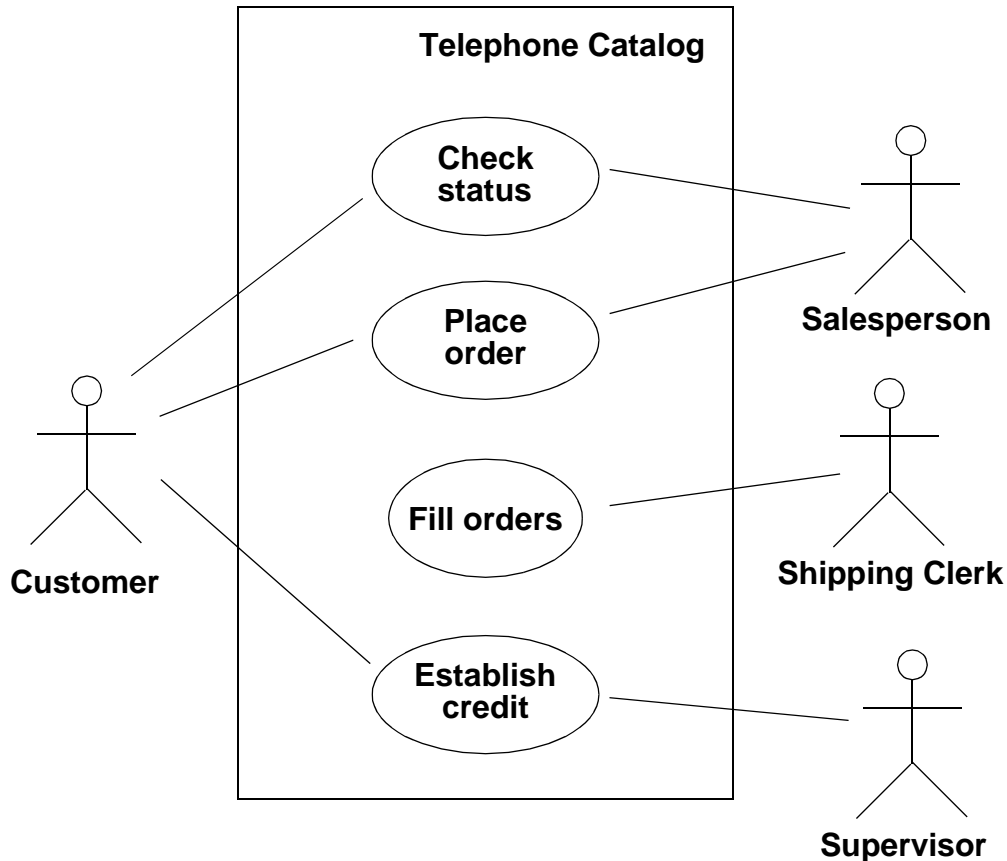 Telephone Catalog
Check
status
Place
order
Salesperson
Fill orders
Customer
Shipping Clerk
Establish
credit
Supervisor